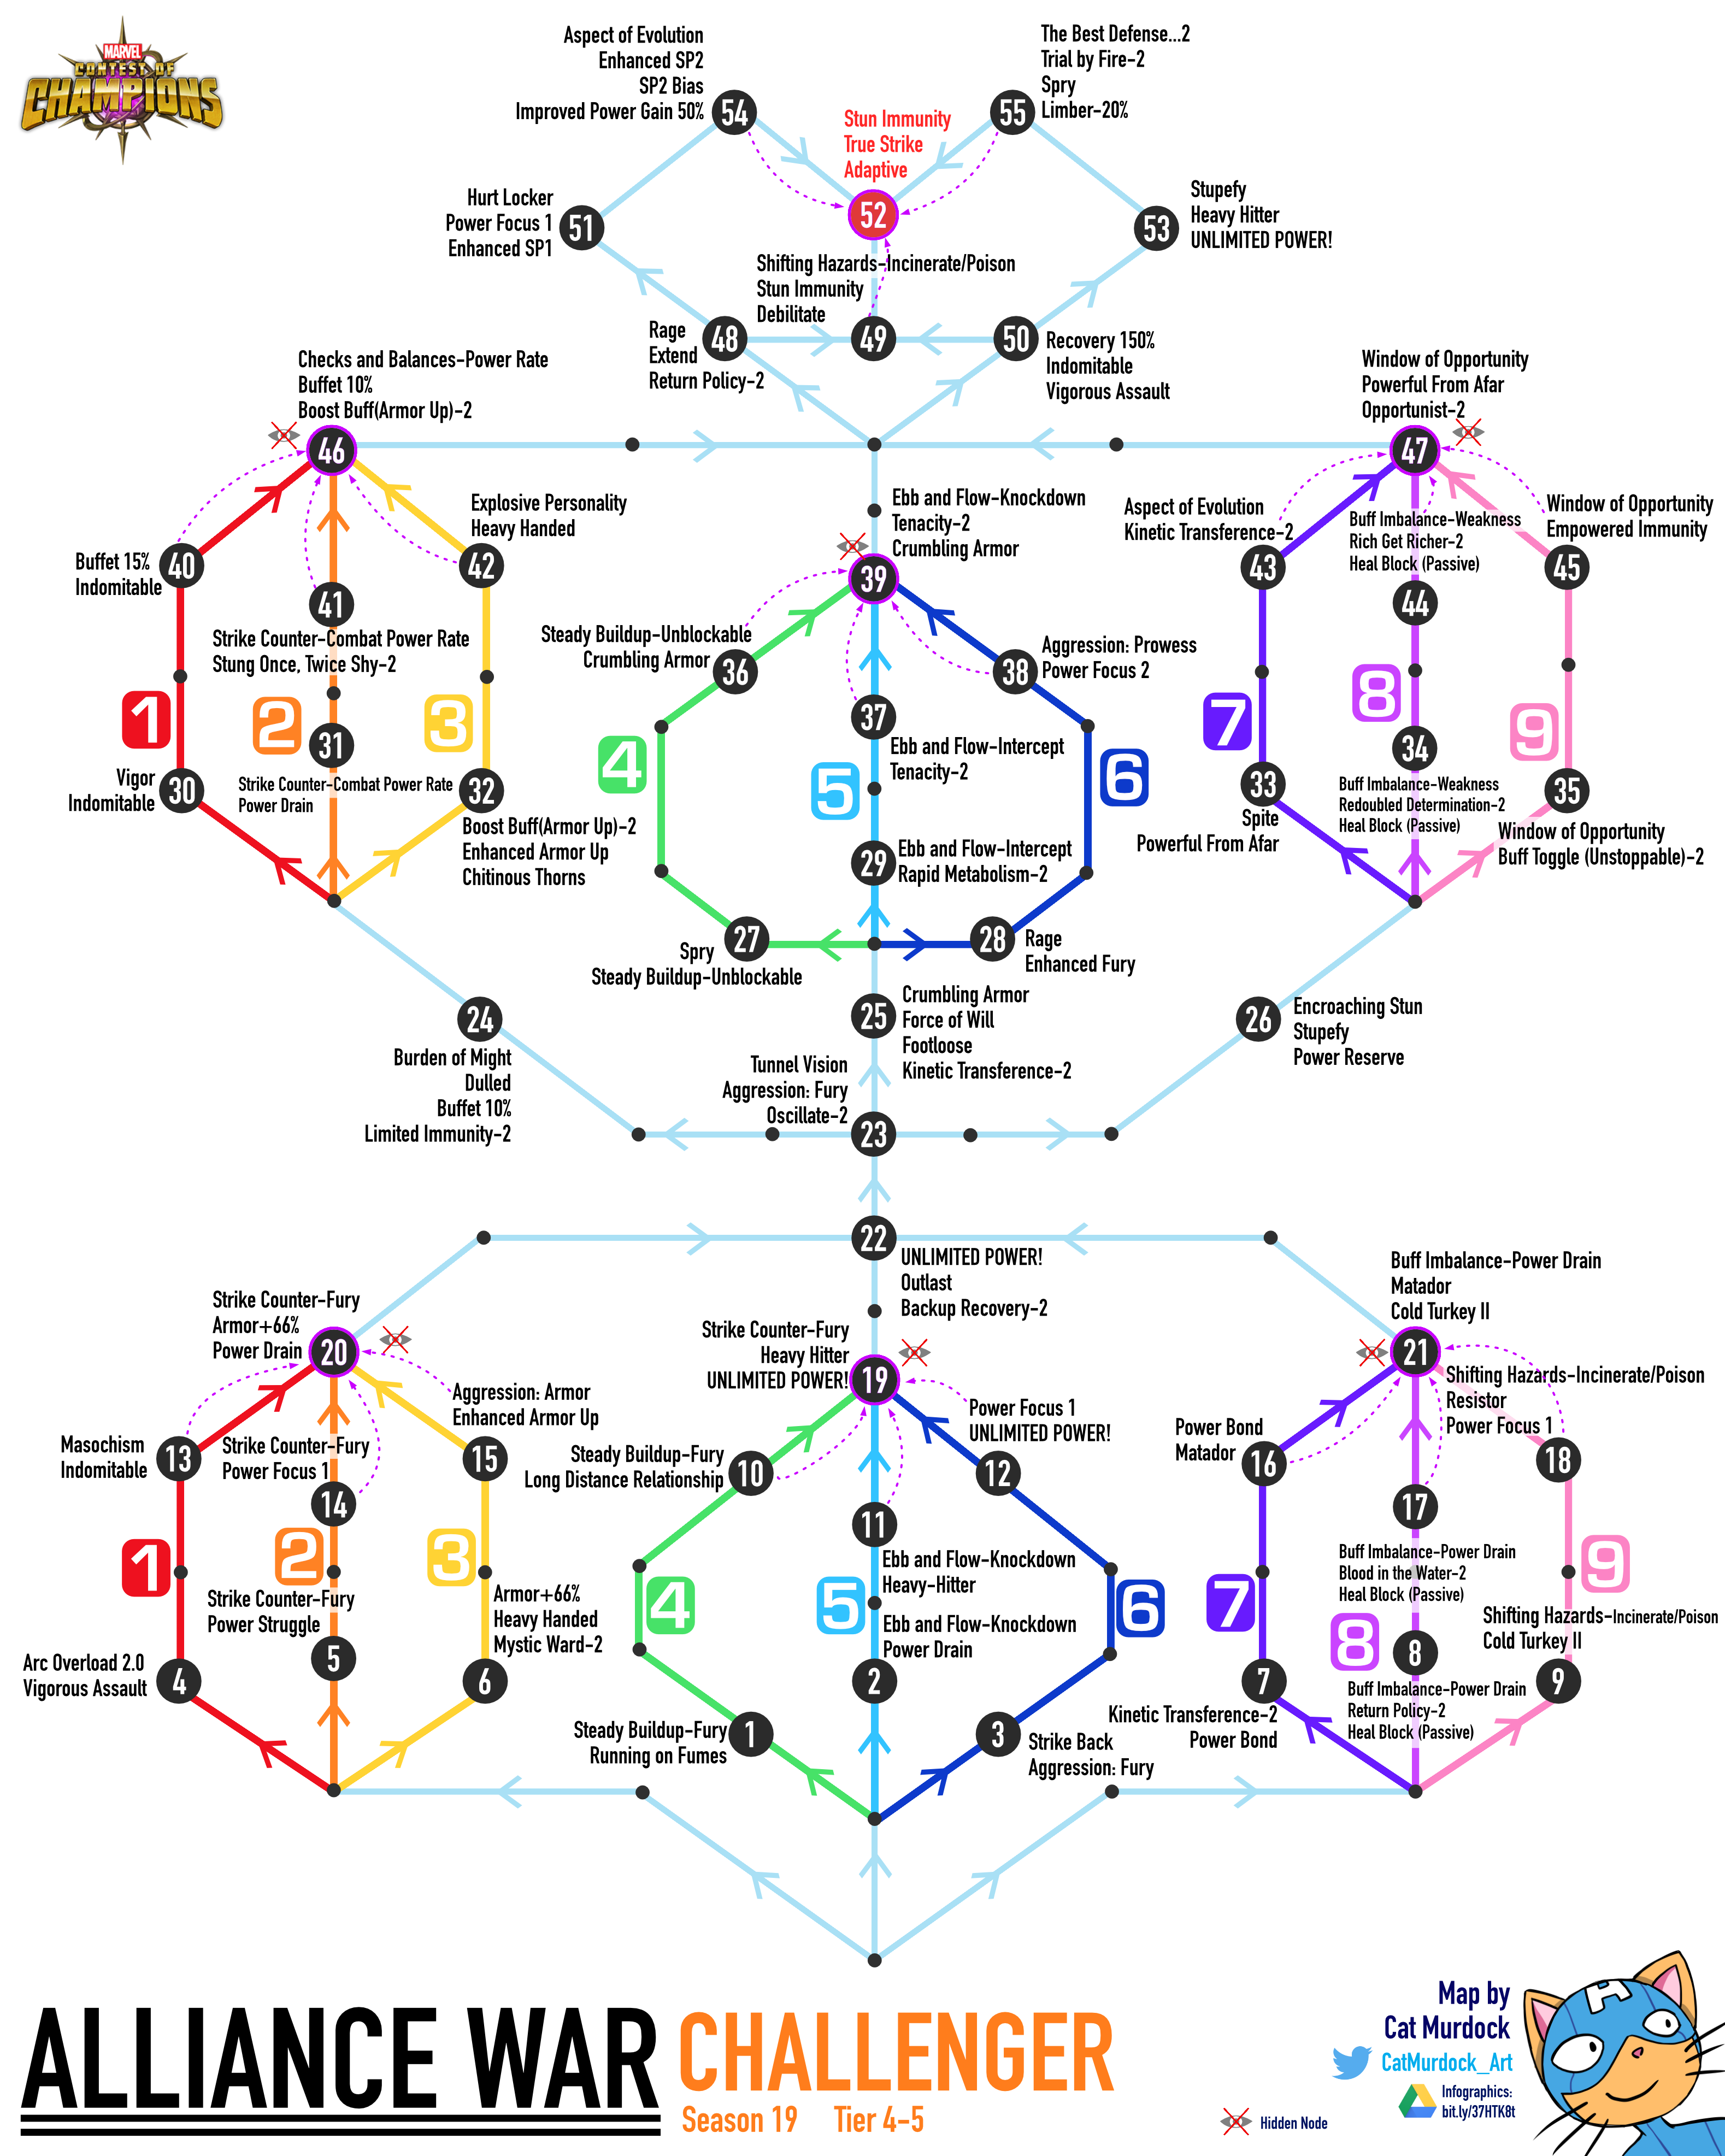 MARVEL
CONTEST OF
CHAMPIONS
Aspect of Evolution
Enhanced SP2
SP2 Bias
Improved Power Gain 50%
54
The Best Defense...2
Trial by Fire-2
Spry
Limber-20%
55
Stun Immunity
True Strike
Adaptive
52
Hurt Locker
Power Focus 1
Enhanced SP1
51
Stupefy
Heavy Hitter
UNLIMITED POWER!
53
Shifting Hazards-Incinerate/Poison
Stun Immunity
Debilitate
49
Rage
Extend
Return Policy-2
48
Recovery 150%
Indomitable
Vigorous Assault
50
Checks and Balances-Power Rate
Buffet 10%
Boost Buff(Armor Up)-2
46
Window of Opportunity
Powerful From Afar
Opportunist-2
47
Explosive Personality
Heavy Handed
42
Buffet 15%
Indomitable
40
41
Strike Counter-Combat Power Rate
Stung Once, Twice Shy-2
1
2
3
31
Strike Counter-Combat Power Rate
Power Drain
Vigor
Indomitable
30
32
Boost Buff(Armor Up)-2
Enhanced Armor Up
Chitinous Thorns
Ebb and Flow-Knockdown
Tenacity-2
Crumbling Armor
39
Steady Buildup-Unblockable
Crumbling Armor
36
Aggression: Prowess
Power Focus 2
38
37
Ebb and Flow-Intercept
Tenacity-2
4
5
6
29
Ebb and Flow-Intercept
Rapid Metabolism-2
27
Spry
Steady Buildup-Unblockable
28
Rage
Enhanced Fury
Aspect of Evolution
Kinetic Transference-2
43
Buff Imbalance-Weakness
Rich Get Richer-2
Heal Block (Passive)
44
Window of Opportunity
Empowered Immunity
45
7
8
9
34
Buff Imbalance-Weakness
Redoubled Determination-2
Heal Block (Passive)
33
Spite
Powerful From Afar
35
Window of Opportunity
Buff Toggle (Unstoppable)-2
24
Burden of Might
Dulled
Buffet 10%
Limited Immunity-2
25
Crumbling Armor
Force of Will
Footloose
Kinetic Transference-2
26
Encroaching Stun
Stupefy
Power Reserve
Tunnel Vision
Aggression: Fury
Oscillate-2
23
22
UNLIMITED POWER!
Outlast
Backup Recovery-2
Strike Counter-Fury
Armor+66%
Power Drain
20
Strike Counter-Fury
Heavy Hitter
UNLIMITED POWER!
19
Buff Imbalance-Power Drain
Matador
Cold Turkey II
21
Masochism
Indomitable
13
Strike Counter-Fury
Power Focus 1
14
Aggression: Armor
Enhanced Armor Up
15
1
2
3
Strike Counter-Fury
Power Struggle
5
Armor+66%
Heavy Handed
Mystic Ward-2
6
Arc Overload 2.0
Vigorous Assault
4
Steady Buildup-Fury
Long Distance Relationship
10
Power Focus 1
UNLIMITED POWER!
12
11
Ebb and Flow-Knockdown
Heavy-Hitter
4
5
6
Ebb and Flow-Knockdown
Power Drain
2
Steady Buildup-Fury
Running on Fumes
1
3
Strike Back
Aggression: Fury
Power Bond
Matador
16
Shifting Hazards-Incinerate/Poison
Resistor
Power Focus 1
18
17
Buff Imbalance-Power Drain
Blood in the Water-2
Heal Block (Passive)
7
8
9
Shifting Hazards-Incinerate/Poison
Cold Turkey II
9
8
Buff Imbalance-Power Drain
Return Policy-2
Heal Block (Passive)
7
Kinetic Transference-2
Power Bond
ALLIANCE WAR CHALLENGER
Season 19 Tier 4-5
Map by
Cat Murdock
CatMurdock_Art
Infographics:
bit.ly/37HTK8t
Hidden Node
A